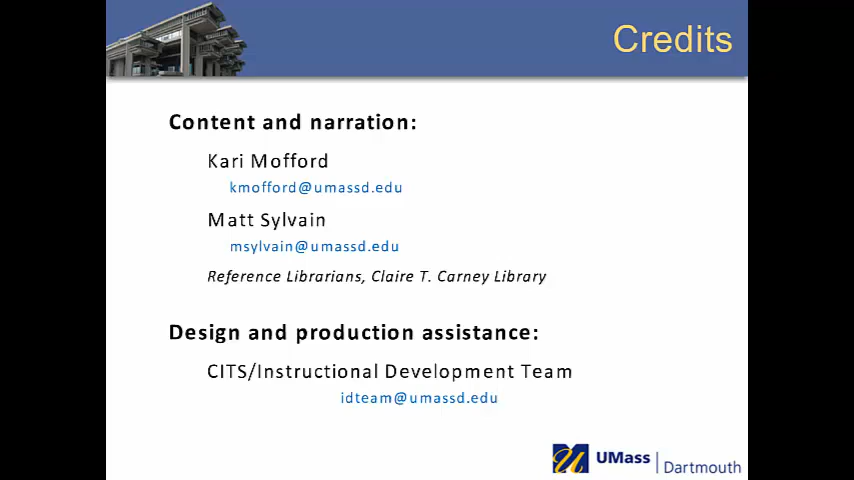 Credits
Content and narration:
Kari Mofford
kmofford@umassd.edu
Matt Sylvain
msylvain@umassd.edu
Reference Librarians, Claire T. Carney Library
Design and production assistance:
CITS/Instructional Development Team
idteam@umassd.edu
UMass Dartmouth